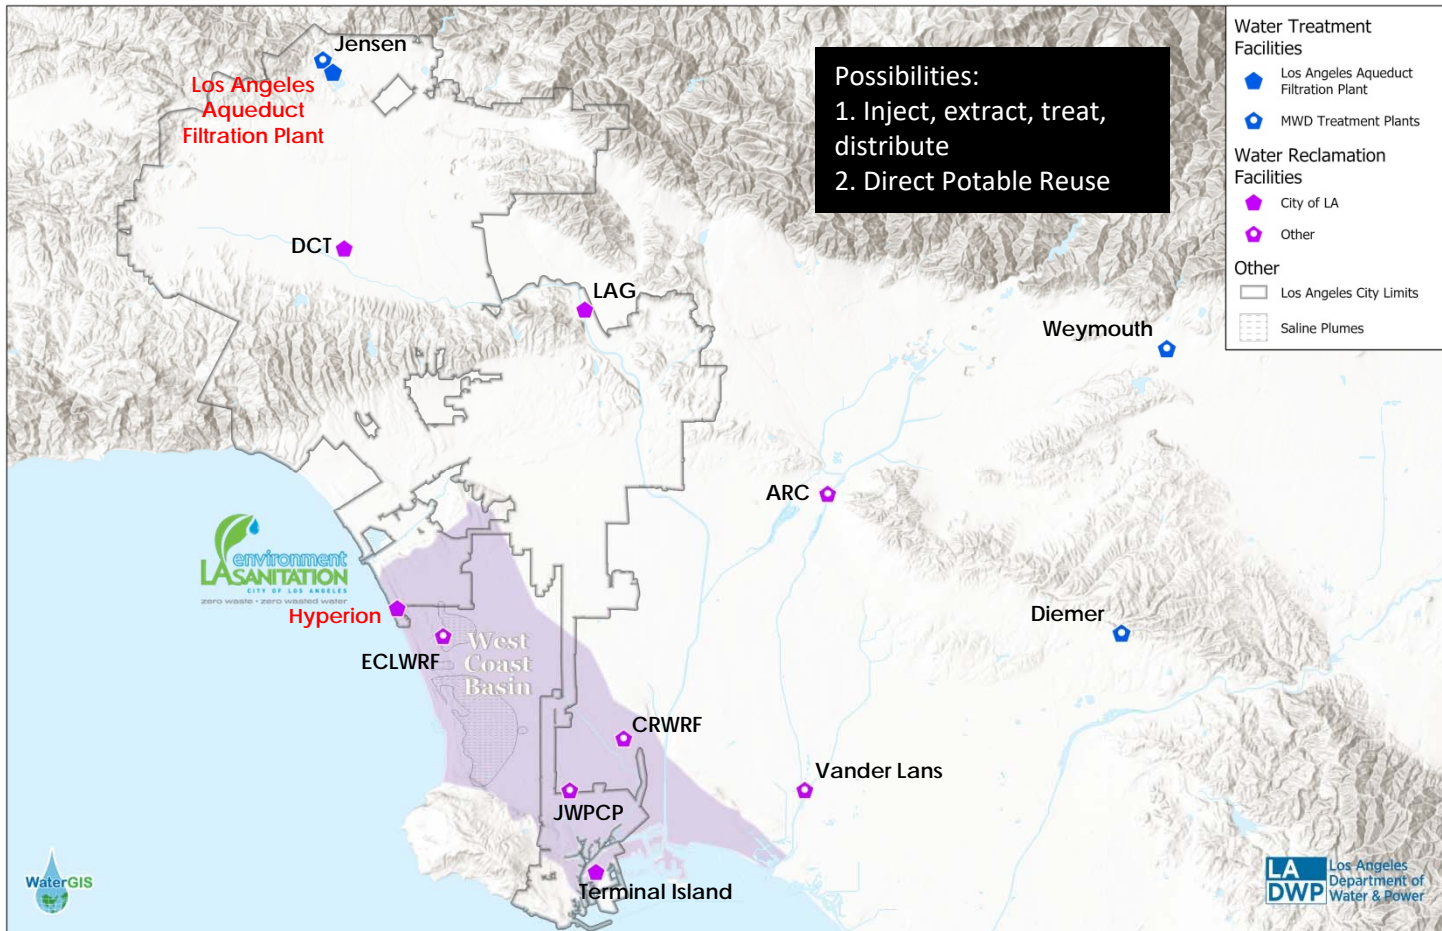 Jensen
Los Angeles
Aqueduct
Filtration Plant
Possibilities:
1. Inject, extract, treat,
distribute
2. Direct Potable Reuse
Water Treatment
Facilities
Los Angeles Aqueduct
Filtration Plant
MWD Treatment Plants
Water Reclamation
Facilities
City of LA
Other
Other
Los Angeles City Limits
Saline Plumes
DCT
LAG
Weymouth
ARC
environment
LASANITATION
CITY OF LOS ANGELES
zero waste • zero wasted water
Hyperion
ECLWRF
West
Coast
Basin
Diemer
CRWRF
Vander Lans
JWPCP
Terminal Island
WaterGIS
LA
DWP
Los Angeles
Department of
Water & Power